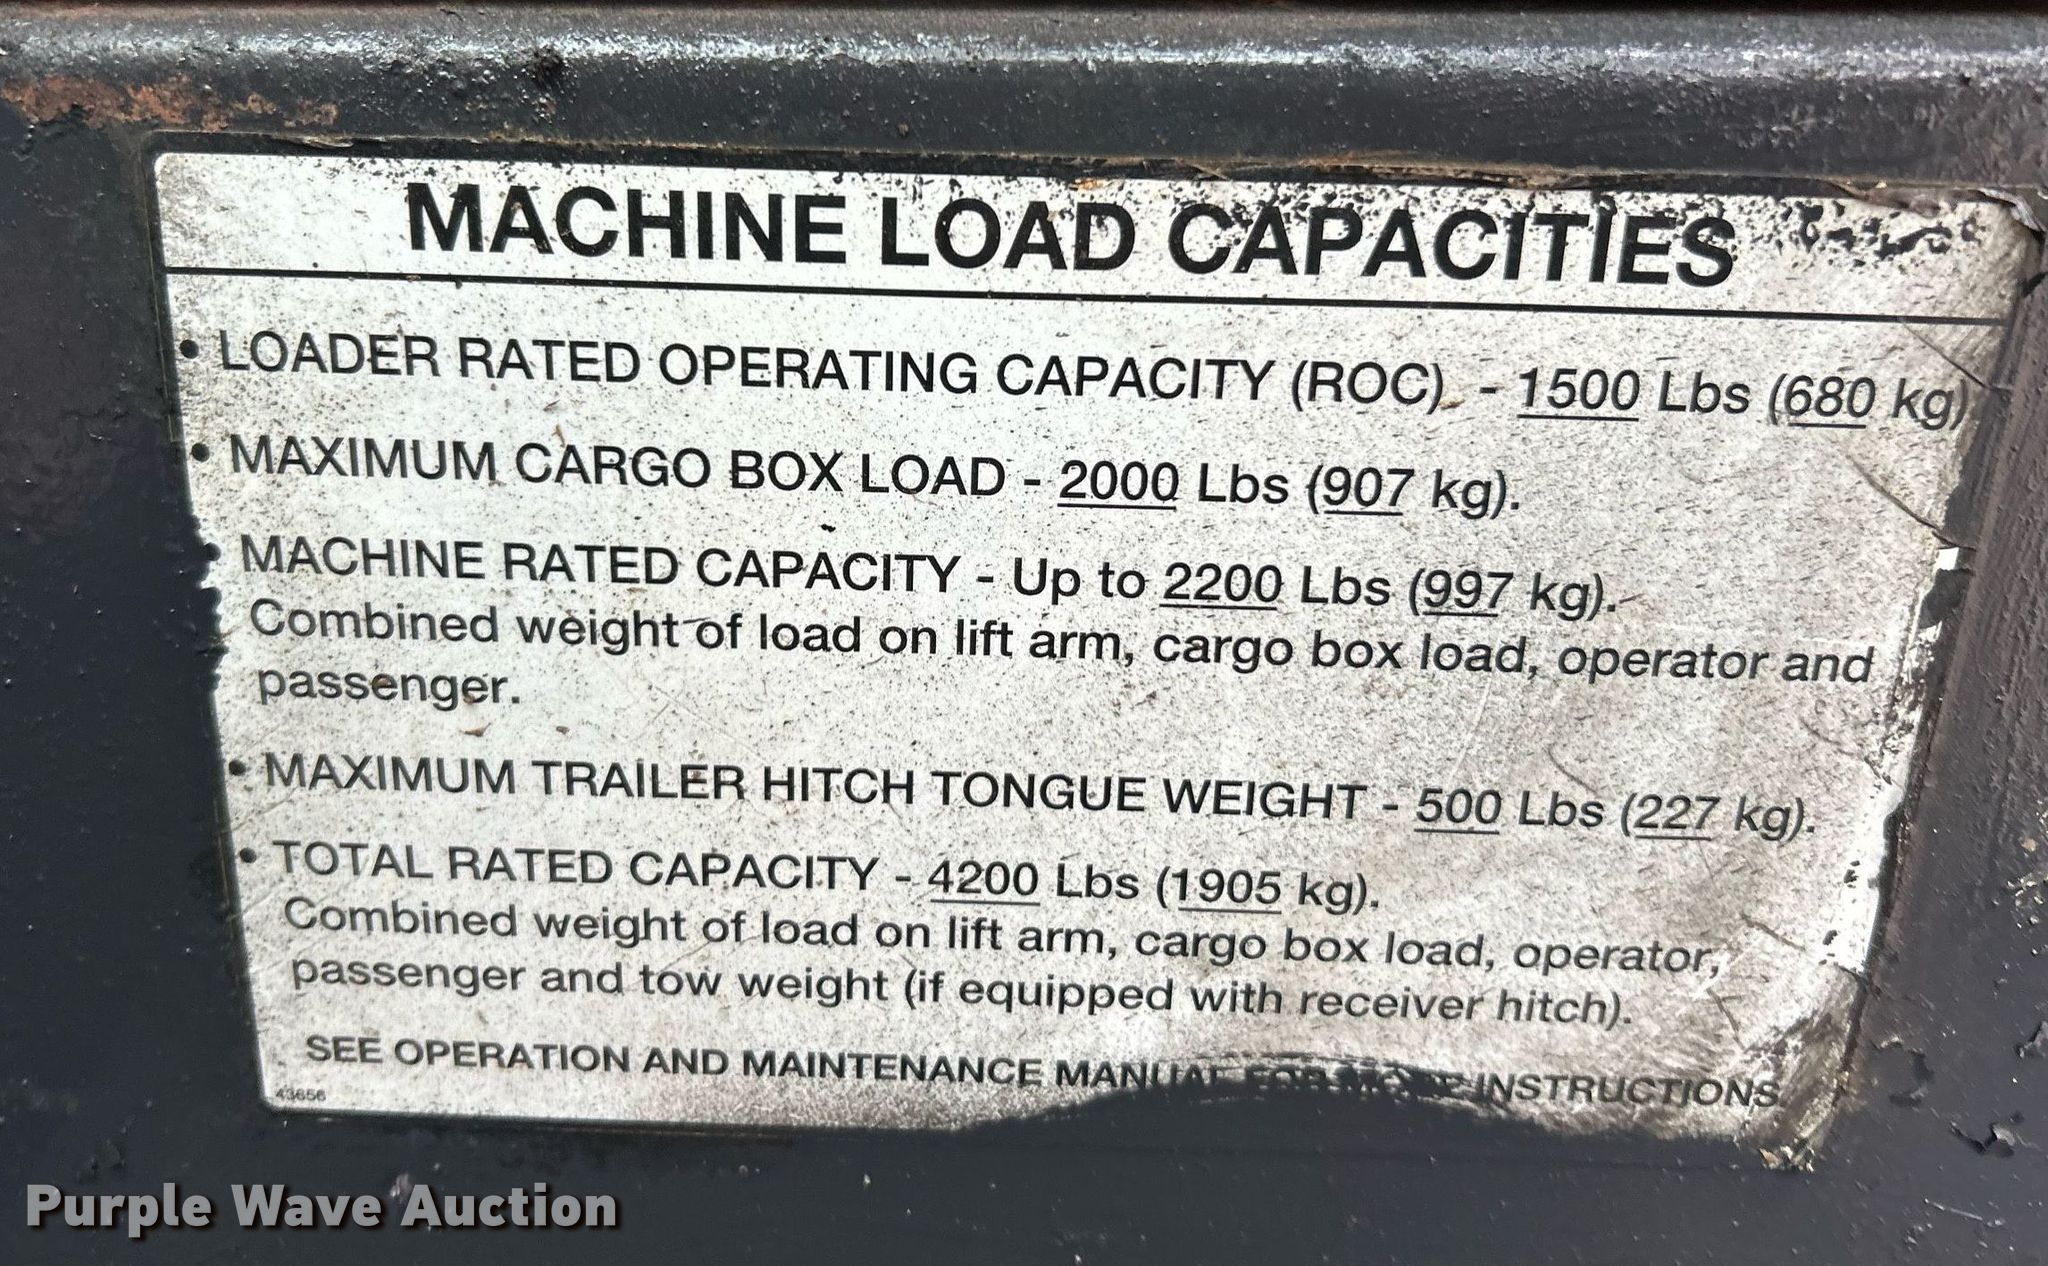 MACHINE LOAD CAPACITIES
• LOADER RATED OPERATING CAPACITY (ROC) - 1500 Lbs (680 kg)
• MAXIMUM CARGO BOX LOAD - 2000 Lbs (907 kg).
• MACHINE RATED CAPACITY - Up to 2200 Lbs (997 kg).
Combined weight of load on lift arm, cargo box load, operator and
passenger.
• MAXIMUM TRAILER HITCH TONGUE WEIGHT - 500 Lbs (227 kg).
• TOTAL RATED CAPACITY - 4200 Lbs (1905 kg).
Combined weight of load on lift arm, cargo box load, operator,
passenger and tow weight (if equipped with receiver hitch).
SEE OPERATION AND MAINTENANCE MANUAL FOR MORE INSTRUCTIONS
43656
Purple Wave Auction